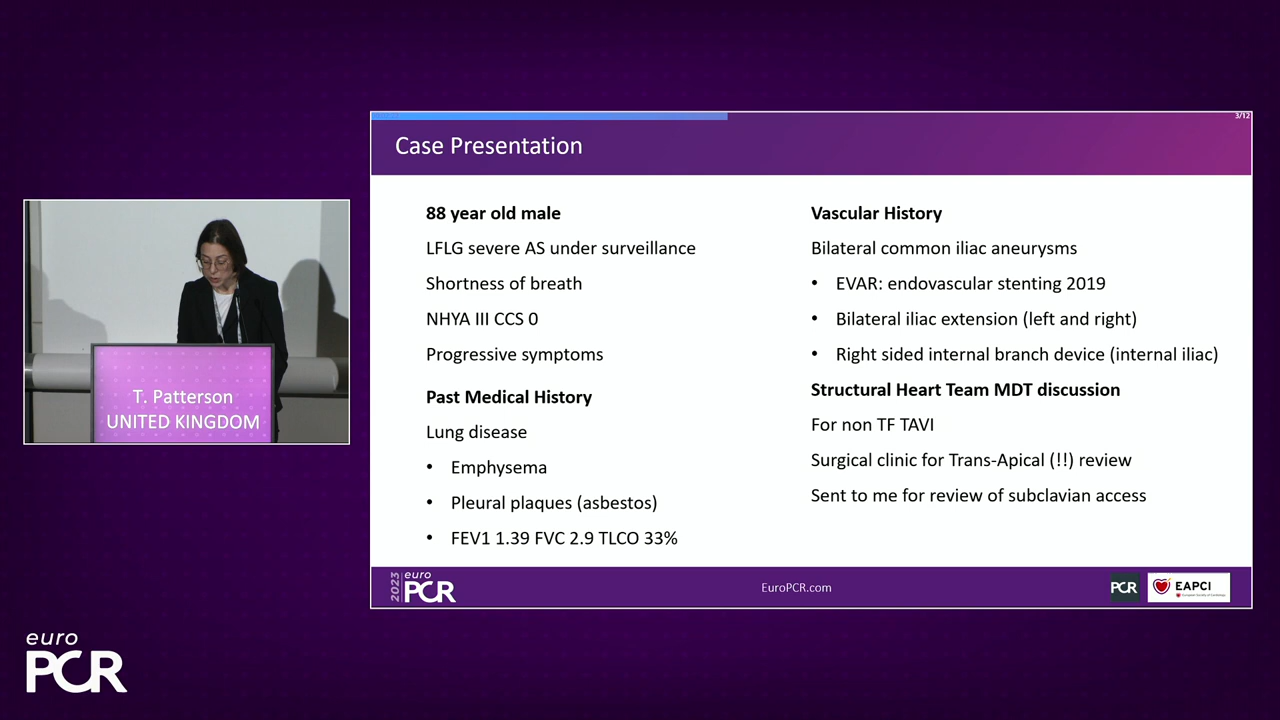 3/12
Case Presentation
88 year old male
LFLG severe AS under surveillance
Shortness of breath
NHYA III CCS 0
Progressive symptoms
Past Medical History
Lung disease
• Emphysema
• Pleural plaques (asbestos)
• FEV1 1.39 FVC 2.9 TLCO 33%
Vascular History
Bilateral common iliac aneurysms
• EVAR: endovascular stenting 2019
• Bilateral iliac extension (left and right)
• Right sided internal branch device (internal iliac)
Structural Heart Team MDT discussion
For non TF TAVI
Surgical clinic for Trans-Apical (!!) review
Sent to me for review of subclavian access
T. Patterson
UNITED KINGDOM
2023
euro
PCR
EuroPCR.com
PCR
EAPCI
euro
PCR